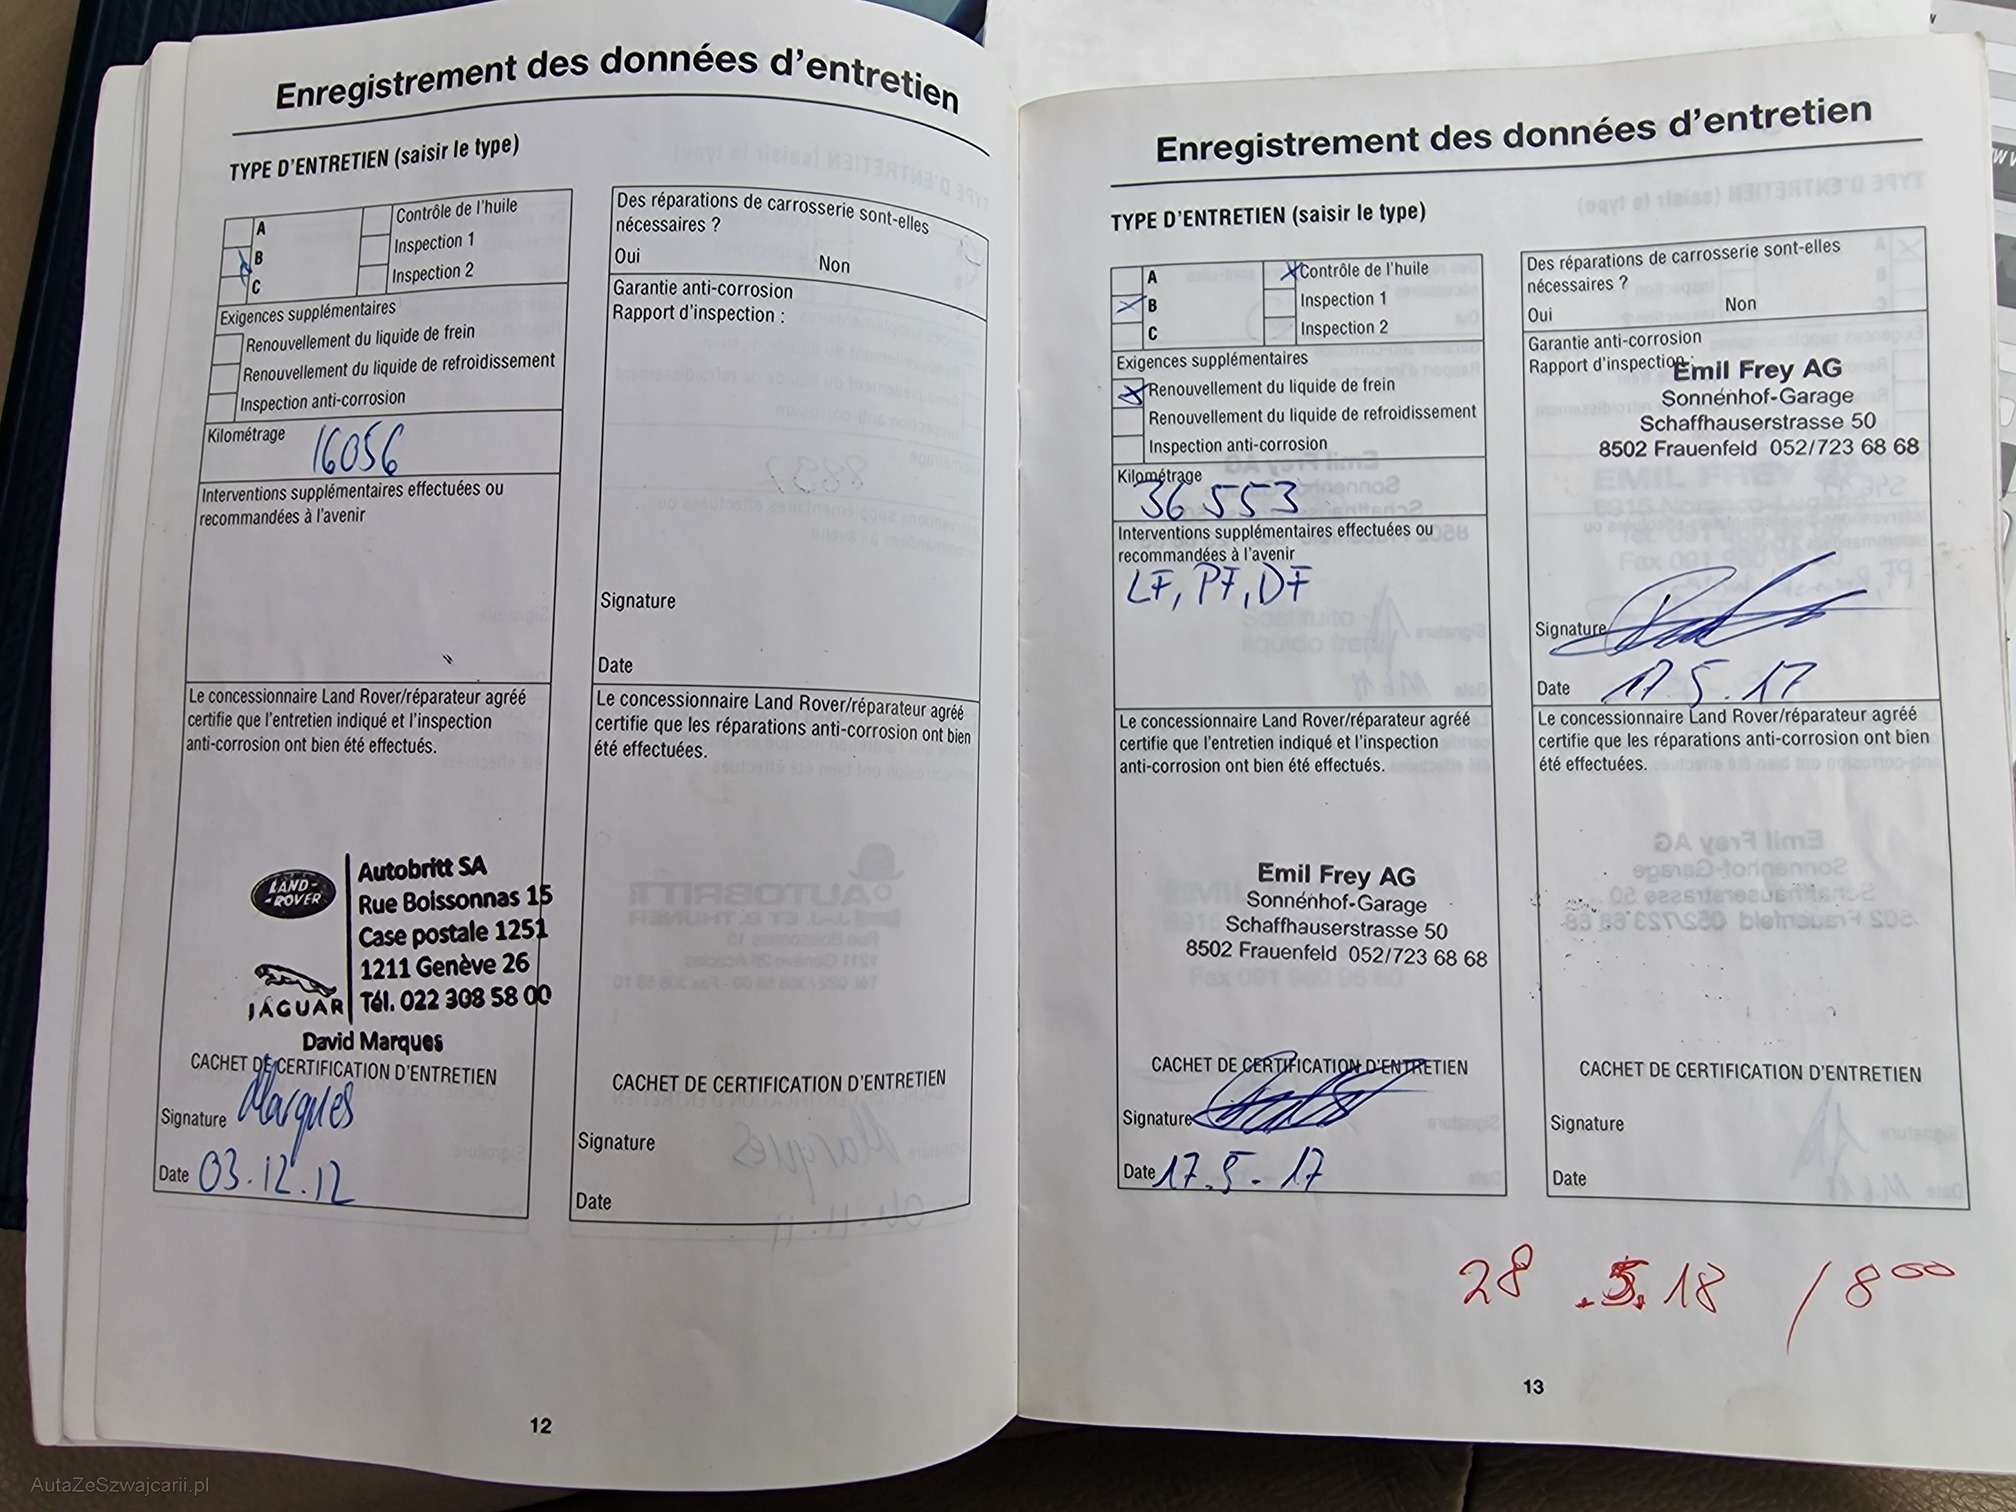 Enregistrement des données d'entretien
TYPE D'ENTRETIEN (saisir le type)
A
B
C
Contrôle de l'huile
Inspection 1
Inspection 2
Exigences supplémentaires
Renouvellement du liquide de frein
Renouvellement du liquide de refroidissement
Inspection anti-corrosion
Kilométrage
16056
Interventions supplémentaires effectuées ou
recommandées à l'avenir
Le concessionnaire Land Rover/réparateur agréé
certifie que l'entretien indiqué et l'inspection
anti-corrosion ont bien été effectués.
LAND-
-ROVER
JAGUAR
Autobritt SA
Rue Boissonnas 15
Case postale 1251
1211 Genève 26
Tél. 022 308 58 00
David Marques
CACHET DE CERTIFICATION D'ENTRETIEN
Signature Marques
Date 03.12.12
Des réparations de carrosserie sont-elles
nécessaires ?
Oui Non
Garantie anti-corrosion
Rapport d'inspection :
Signature
Date
Le concessionnaire Land Rover/réparateur agréé
certifie que les réparations anti-corrosion ont bien
été effectuées.
CACHET DE CERTIFICATION D'ENTRETIEN
Signature
Date
12
Enregistrement des données d'entretien
TYPE D'ENTRETIEN (saisir le type)
A
B
C
Contrôle de l'huile
Inspection 1
Inspection 2
Exigences supplémentaires
Renouvellement du liquide de frein
Renouvellement du liquide de refroidissement
Inspection anti-corrosion
Kilométrage
36553
Interventions supplémentaires effectuées ou
recommandées à l'avenir
LF, PF, DF
Le concessionnaire Land Rover/réparateur agréé
certifie que l'entretien indiqué et l'inspection
anti-corrosion ont bien été effectués.
Emil Frey AG
Sonnenhof-Garage
Schaffhauserstrasse 50
8502 Frauenfeld 052/723 68 68
CACHET DE CERTIFICATION D'ENTRETIEN
Signature
Date 17.5.17
Des réparations de carrosserie sont-elles
nécessaires ?
Oui Non
Garantie anti-corrosion
Rapport d'inspection :
Emil Frey AG
Sonnenhof-Garage
Schaffhauserstrasse 50
8502 Frauenfeld 052/723 68 68
Signature
Date 17.5.17
Le concessionnaire Land Rover/réparateur agréé
certifie que les réparations anti-corrosion ont bien
été effectuées.
CACHET DE CERTIFICATION D'ENTRETIEN
Signature
Date
28.5.18 / 8 00
13
AutaZeSzwajcarii.pl